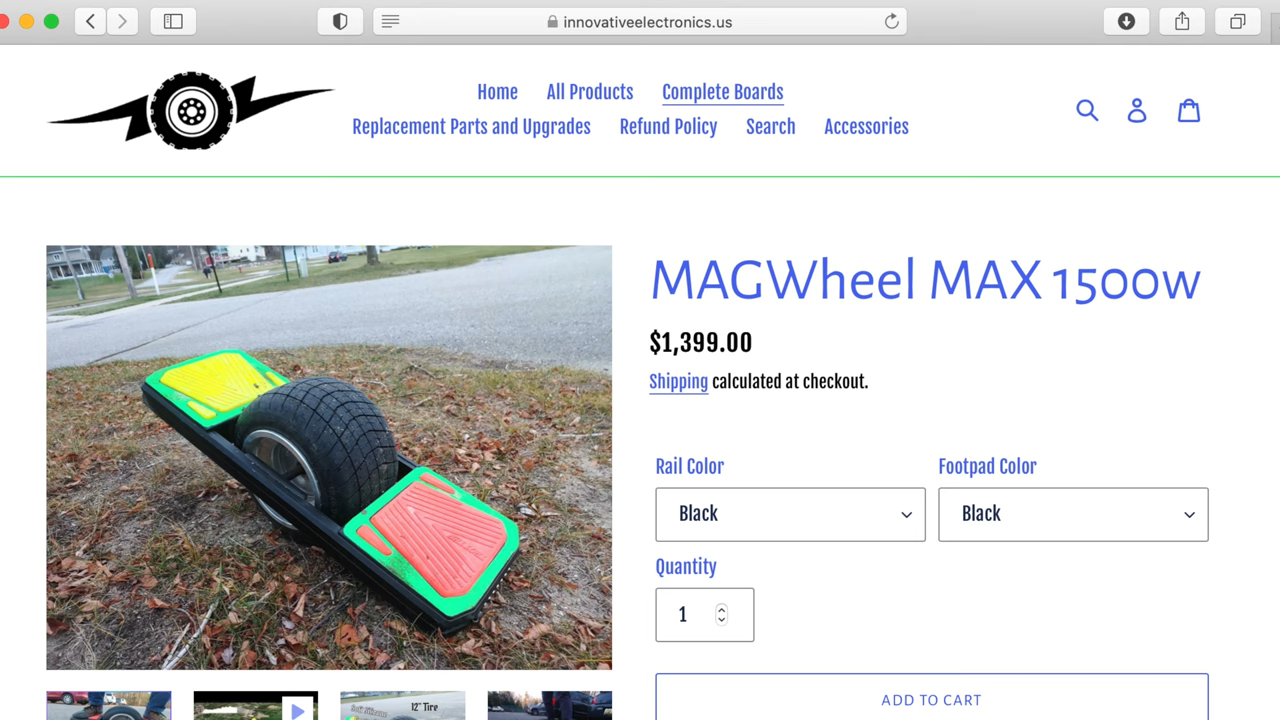 innovativeelectronics.us
Home All Products Complete Boards
Replacement Parts and Upgrades Refund Policy Search Accessories
MAGWheel MAX 1500w
$1,399.00
Shipping calculated at checkout.
Rail Color Footpad Color
Black Black
Quantity
1
ADD TO CART
12" Tire